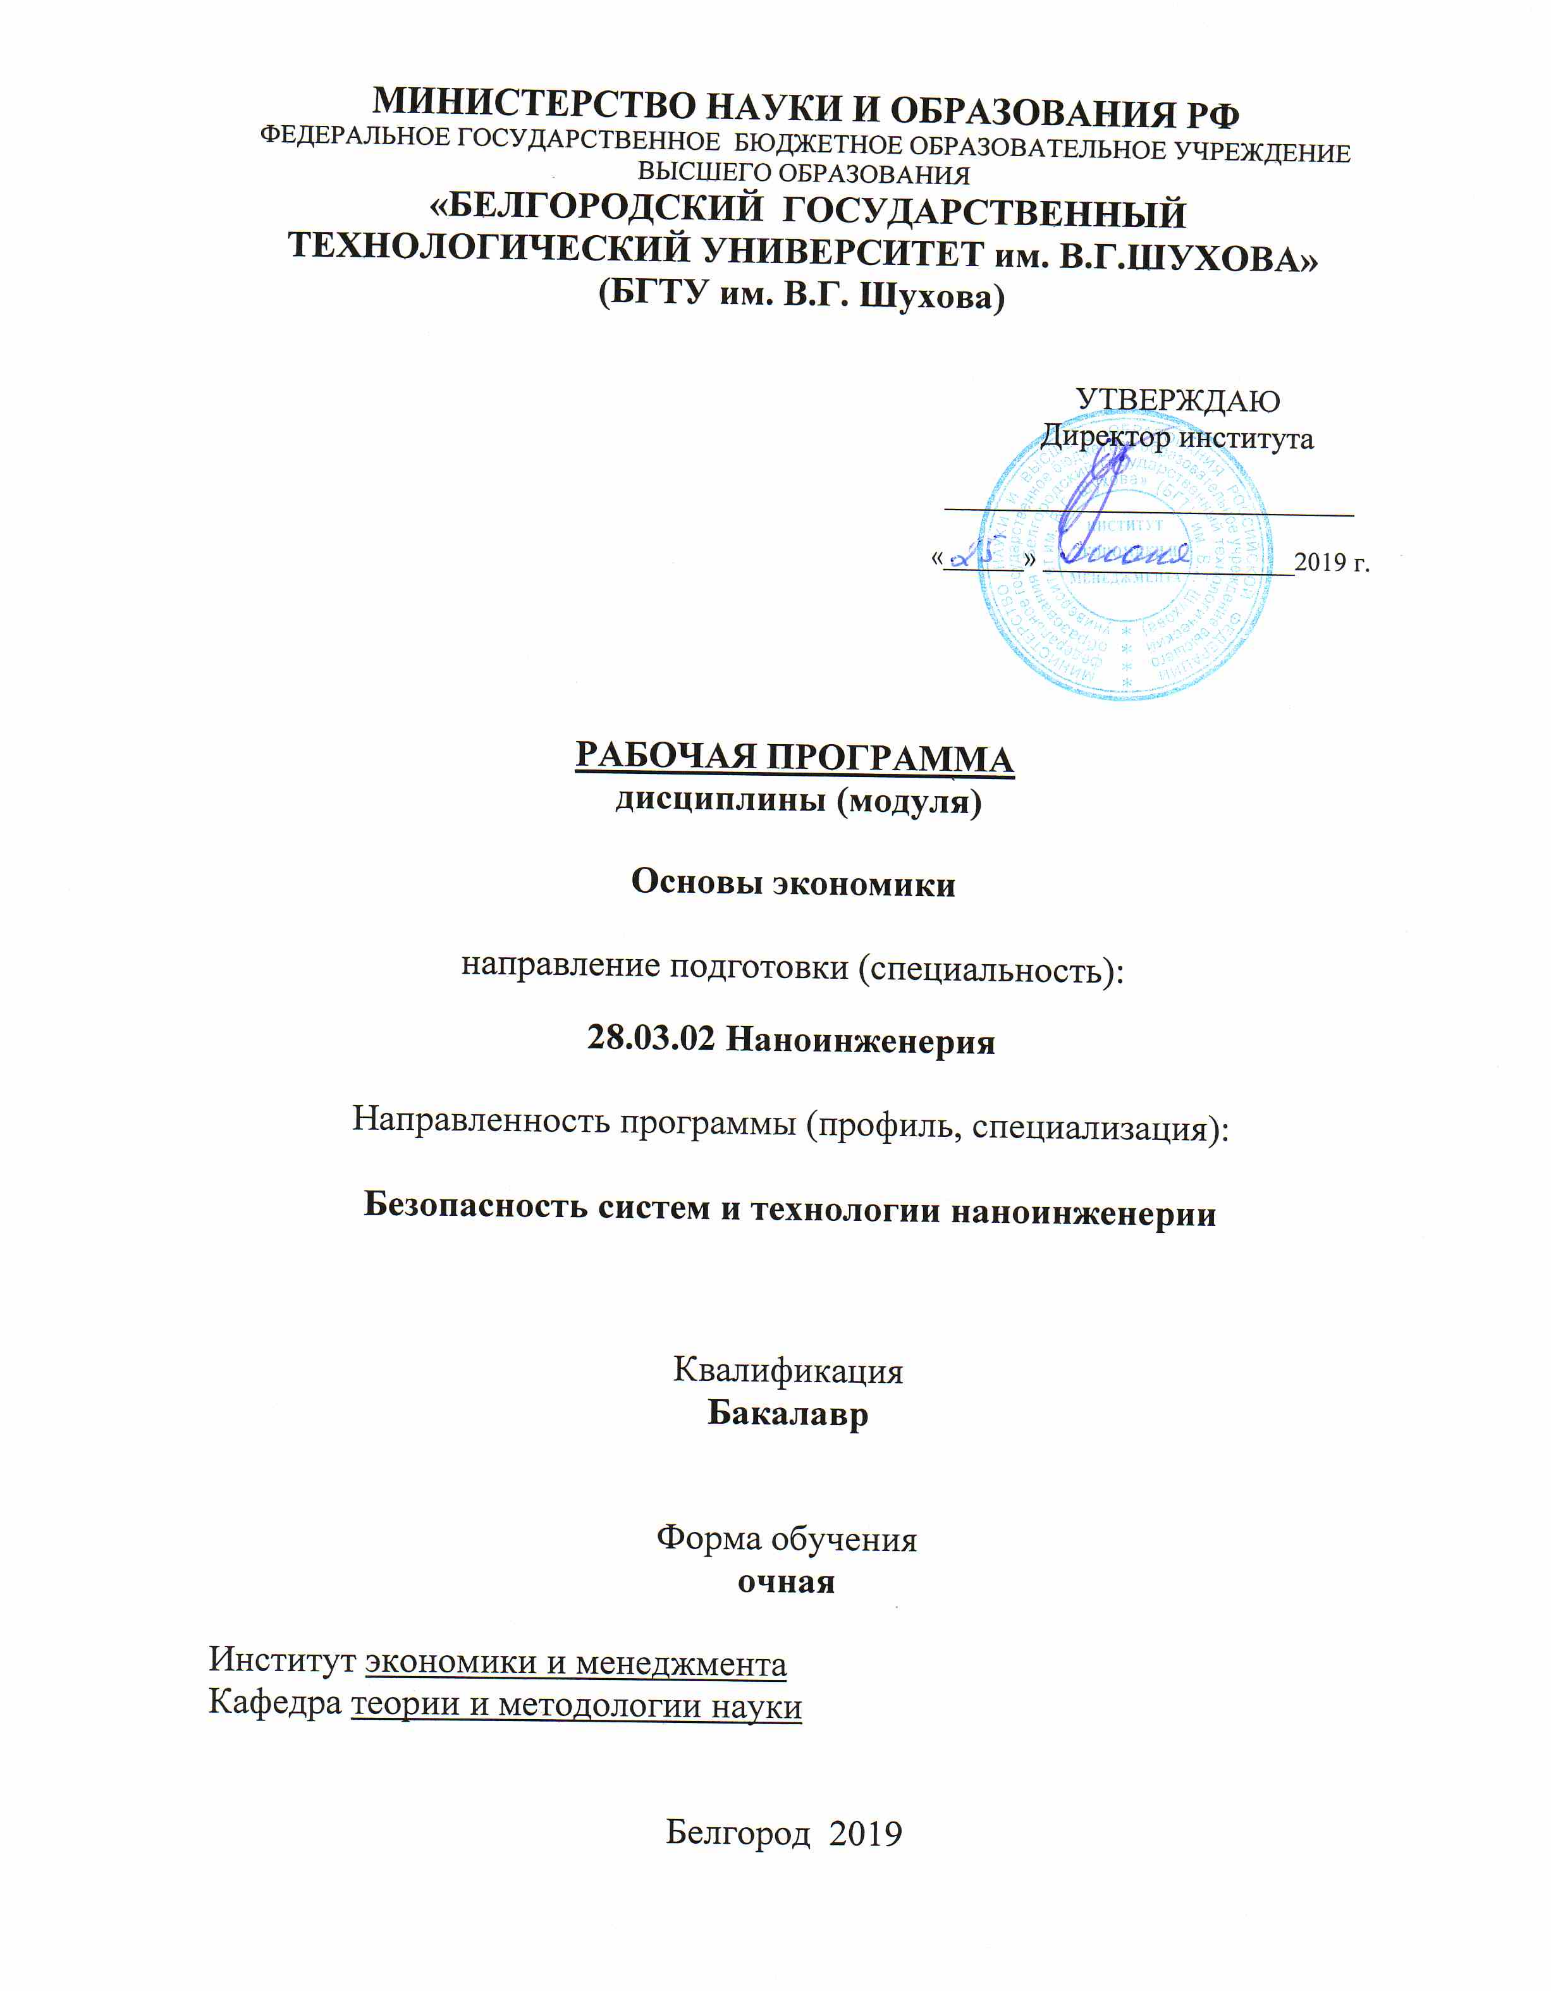 МИНИСТЕРСТВО НАУКИ И ОБРАЗОВАНИЯ РФ
ФЕДЕРАЛЬНОЕ ГОСУДАРСТВЕННОЕ БЮДЖЕТНОЕ ОБРАЗОВАТЕЛЬНОЕ УЧРЕЖДЕНИЕ
ВЫСШЕГО ОБРАЗОВАНИЯ
«БЕЛГОРОДСКИЙ ГОСУДАРСТВЕННЫЙ
ТЕХНОЛОГИЧЕСКИЙ УНИВЕРСИТЕТ им. В.Г.ШУХОВА»
(БГТУ им. В.Г. Шухова)
УТВЕРЖДАЮ
Директор института
ИНСТИТУТ
МЕНЕДЖМЕНТА
«25» июня 2019 г.
РАБОЧАЯ ПРОГРАММА
дисциплины (модуля)
Основы экономики
направление подготовки (специальность):
28.03.02 Наноинженерия
Направленность программы (профиль, специализация):
Безопасность систем и технологии наноинженерии
Квалификация
Бакалавр
Форма обучения
очная
Институт экономики и менеджмента
Кафедра теории и методологии науки
Белгород 2019